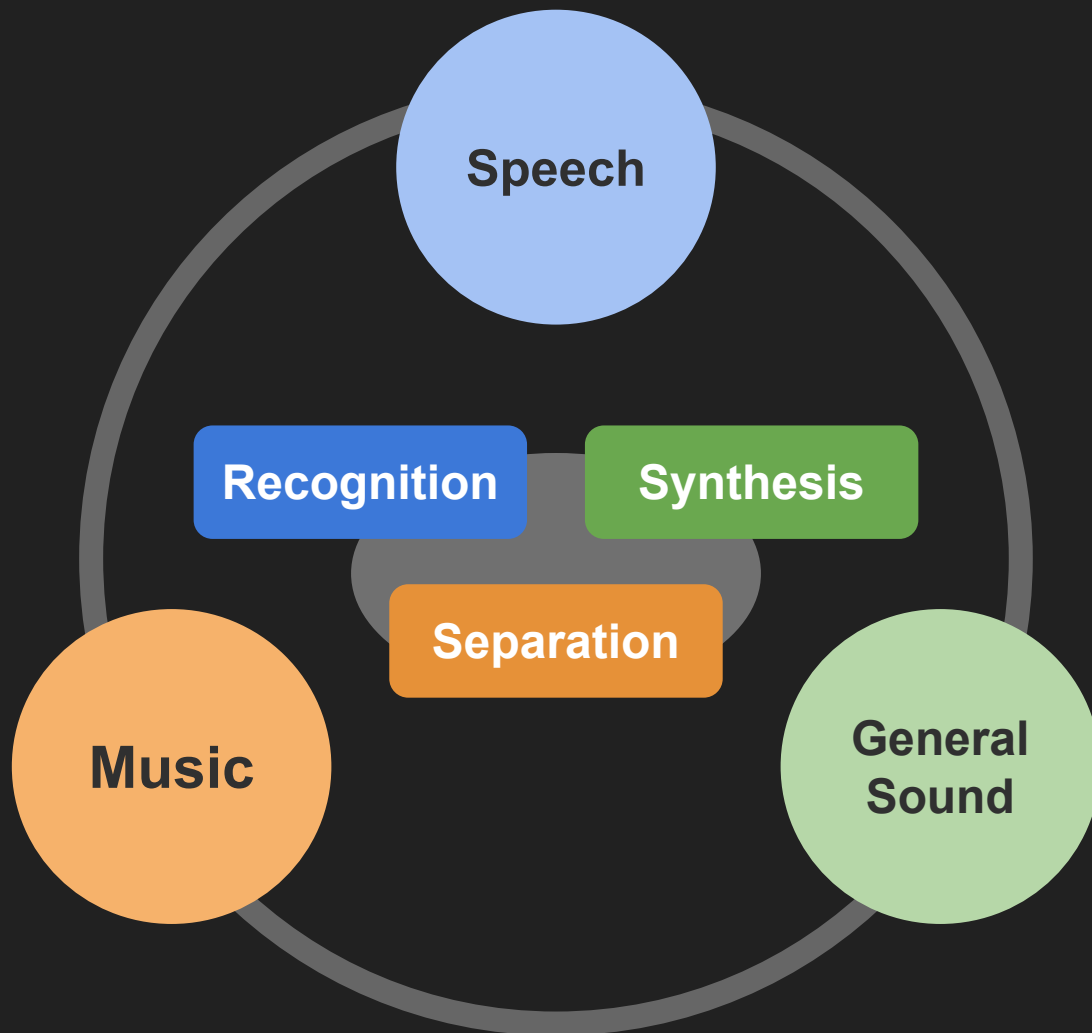 Speech
Recognition
Synthesis
Separation
Music
General
Sound